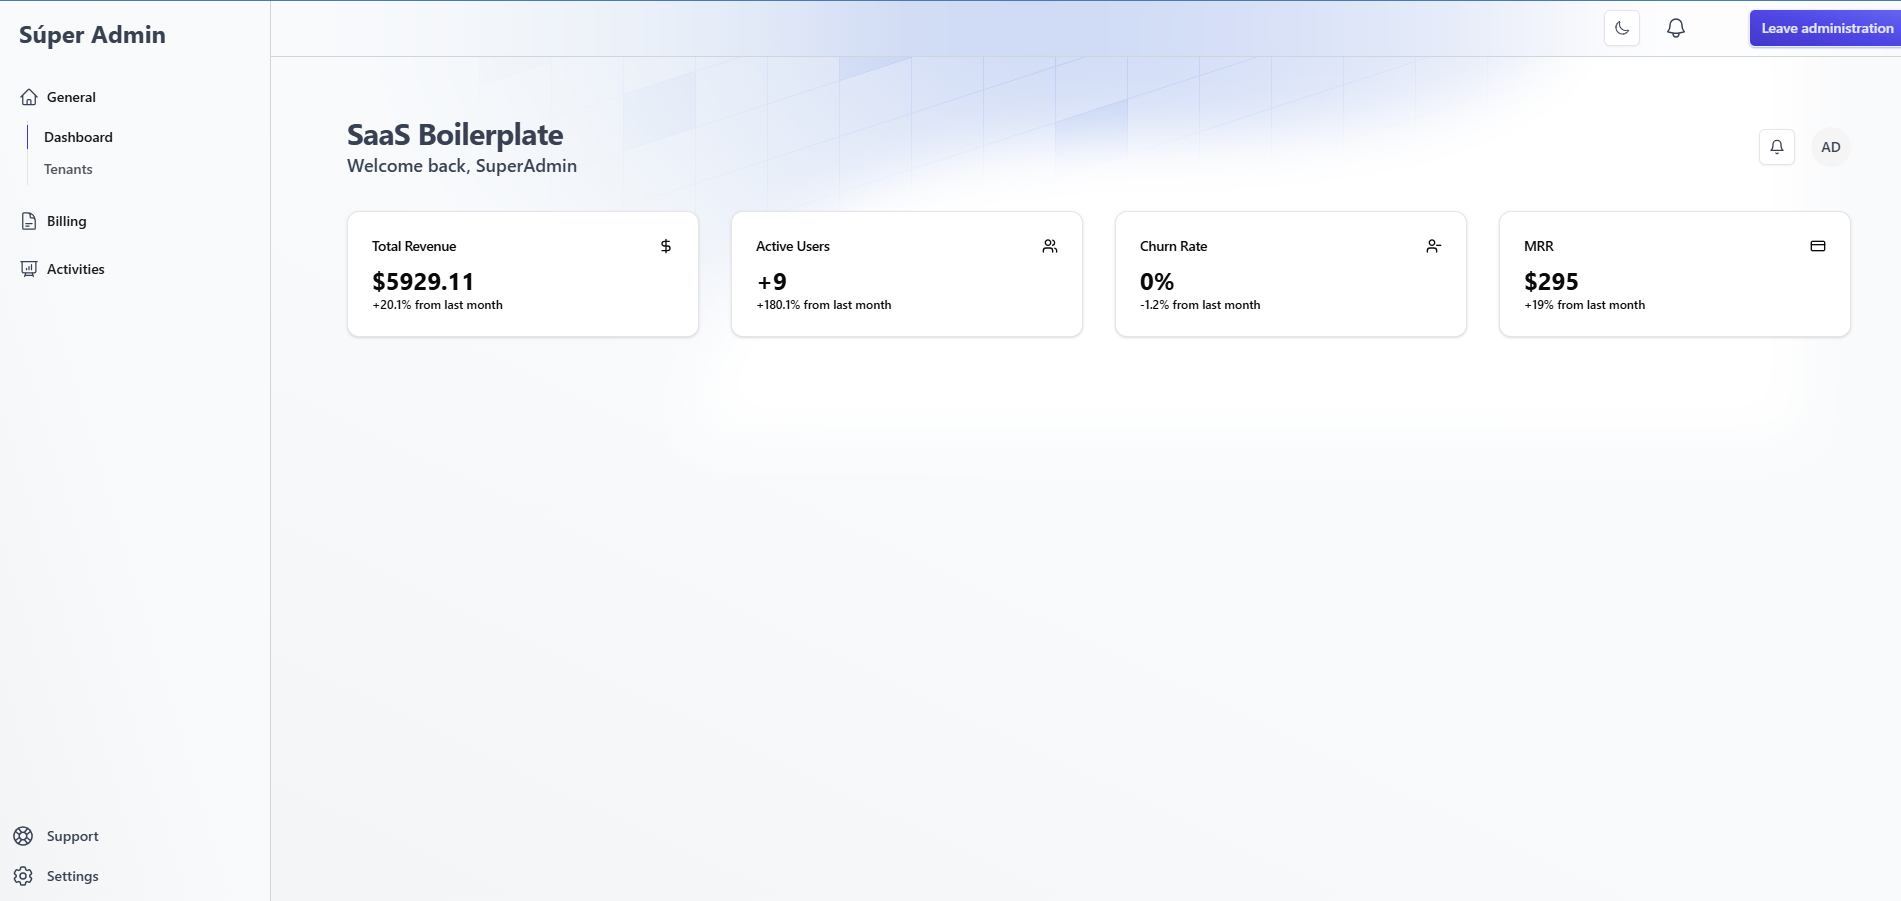 Súper Admin
General
Dashboard
Tenants
Billing
Activities
Support
Settings
Leave administration
SaaS Boilerplate
Welcome back, SuperAdmin
AD
Total Revenue
$5929.11
+20.1% from last month
Active Users
+9
+180.1% from last month
Churn Rate
0%
-1.2% from last month
MRR
$295
+19% from last month